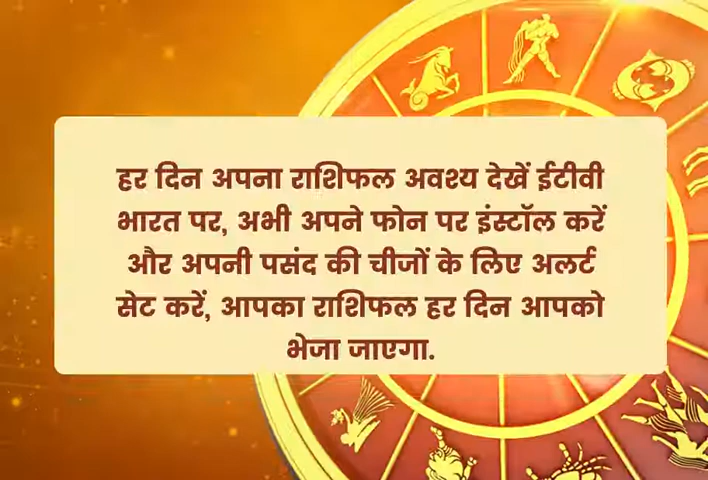 हर दिन अपना राशिफल अवश्य देखें ईटीवी
भारत पर, अभी अपने फोन पर इंस्टॉल करें
और अपनी पसंद की चीजों के लिए अलर्ट
सेट करें, आपका राशिफल हर दिन आपको
भेजा जाएगा.